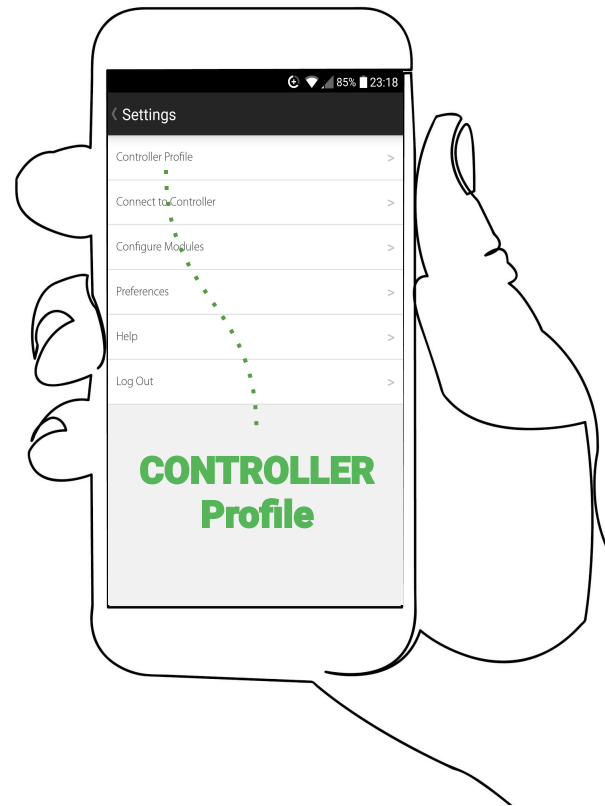 85% 23:18
Settings
Controller Profile >
Connect to Controller >
Configure Modules >
Preferences >
Help >
Log Out >
CONTROLLER
Profile